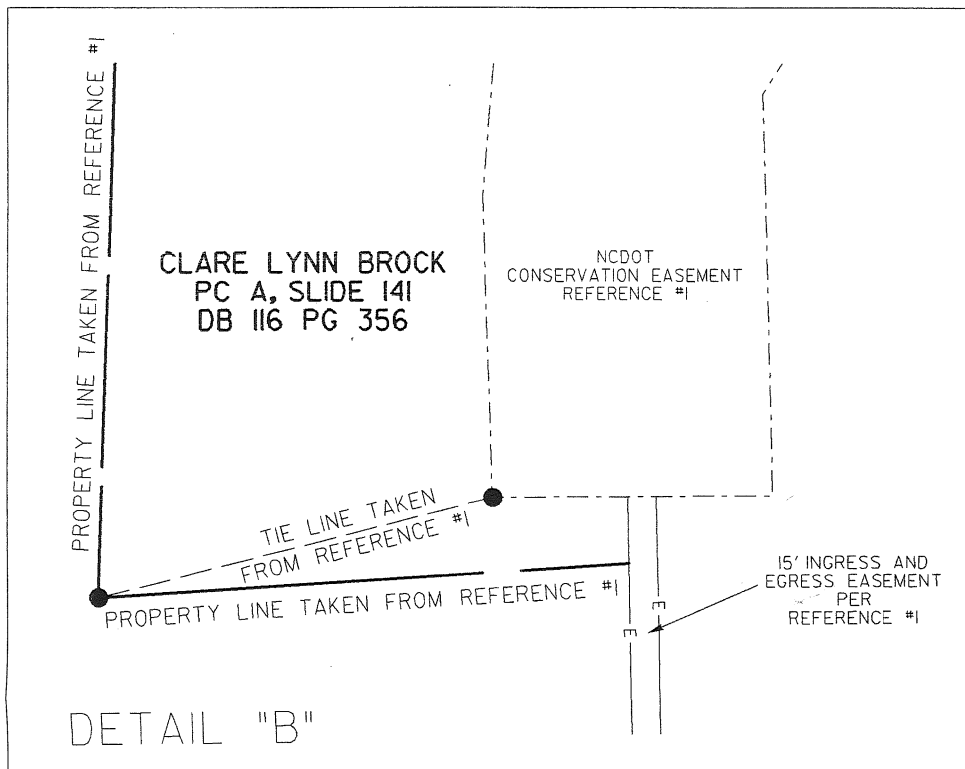 PROPERTY LINE TAKEN FROM REFERENCE #1
CLARE LYNN BROCK
PC A, SLIDE 141
DB 116 PG 356
NCDOT
CONSERVATION EASEMENT
REFERENCE #1
TIE LINE TAKEN
FROM REFERENCE #1
PROPERTY LINE TAKEN FROM REFERENCE #1
15' INGRESS AND
EGRESS EASEMENT
PER
REFERENCE #1
E
E
DETAIL "B"